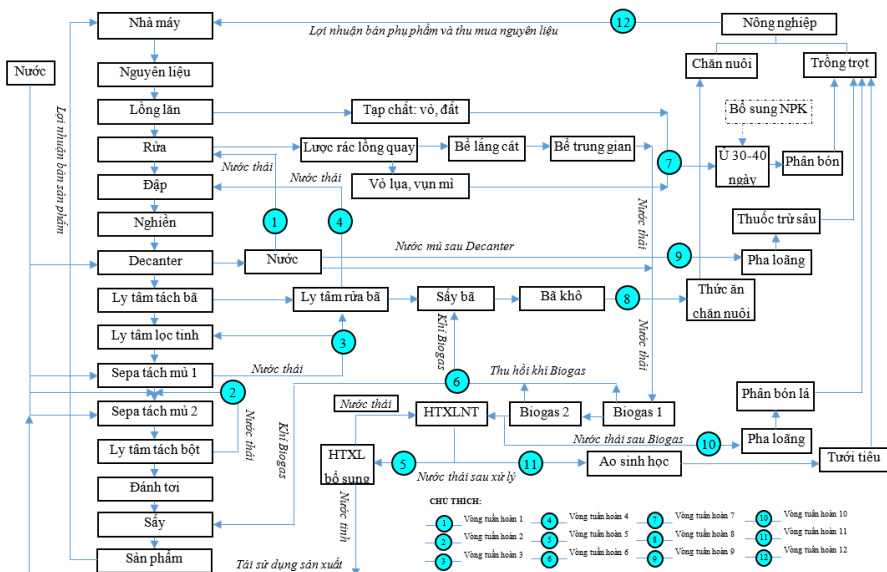 Nhà máy
12
Nông nghiệp
Lợi nhuận bán phụ phẩm và thu mua nguyên liệu
Nước
Nguyên liệu
Chăn nuôi
Trồng trọt
Lồng lăn
Tạp chất: vỏ, đất
Bổ sung NPK
Lợi nhuận bán sản phẩm
Rửa
Lược rác lồng quay
Bể lắng cát
Bể trung gian
7
Ủ 30-40
ngày
Phân bón
Nước thải
Nước thải
Đập
Vỏ lụa, vụn mì
1
4
Nghiền
Nước thải
Thuốc trừ sâu
Nước mủ sau Decanter
Decanter
Nước
9
Pha loãng
Ly tâm tách bã
Ly tâm rửa bã
Sấy bã
Bã khô
8
Thức ăn
chăn nuôi
Ly tâm lọc tinh
3
Khí Biogas
Nước thải
Sepa tách mủ 1
Nước thải
Thu hồi khí Biogas
6
2
Phân bón lá
Nước thải
Sepa tách mủ 2
HTXLNT
Biogas 2
Biogas 1
Nước thải
Khí Biogas
Nước thải sau Biogas
10
Pha loãng
Ly tâm tách bột
HTXL
bổ sung
5
11
Ao sinh học
Tưới tiêu
Nước thải sau xử lý
Đánh tơi
Nước tinh
CHÚ THÍCH:
Sấy
1 Vòng tuần hoàn 1
4 Vòng tuần hoàn 4
7 Vòng tuần hoàn 7
10 Vòng tuần hoàn 10
2 Vòng tuần hoàn 2
5 Vòng tuần hoàn 5
8 Vòng tuần hoàn 8
11 Vòng tuần hoàn 11
3 Vòng tuần hoàn 3
6 Vòng tuần hoàn 6
9 Vòng tuần hoàn 9
12 Vòng tuần hoàn 12
Sản phẩm
Tái sử dụng sản xuất